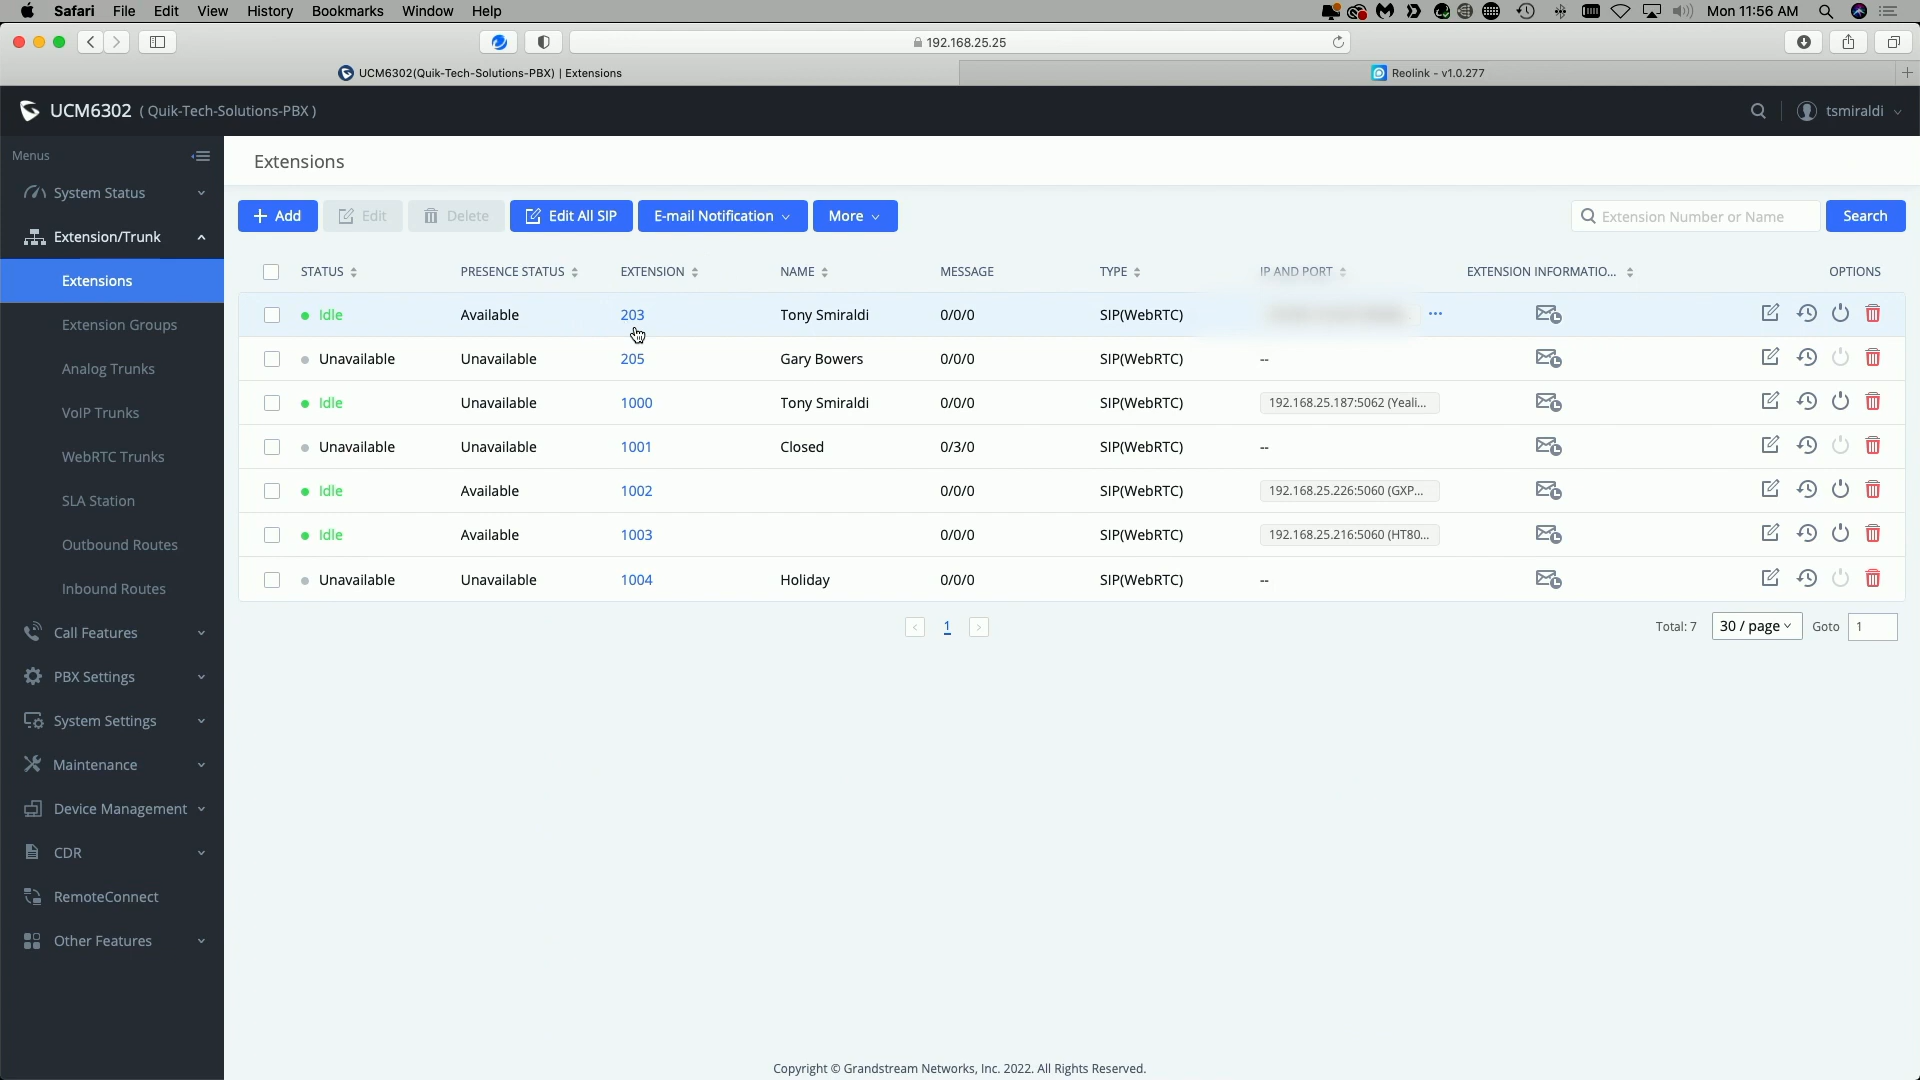 Safari File Edit View History Bookmarks Window Help Mon 11:56 AM
192.168.25.25
UCM6302(Quik-Tech-Solutions-PBX) | Extensions Reolink - v1.0.277
UCM6302 ( Quik-Tech-Solutions-PBX ) tsmiraldi
Menus
System Status
Extension/Trunk
Extensions
Extension Groups
Analog Trunks
VoIP Trunks
WebRTC Trunks
SLA Station
Outbound Routes
Inbound Routes
Call Features
PBX Settings
System Settings
Maintenance
Device Management
CDR
RemoteConnect
Other Features
Extensions
Add Edit Delete Edit All SIP E-mail Notification More Extension Number or Name Search
STATUS PRESENCE STATUS EXTENSION NAME MESSAGE TYPE IP AND PORT EXTENSION INFORMATIO... OPTIONS
Idle Available 203 Tony Smiraldi 0/0/0 SIP(WebRTC) ...
Unavailable Unavailable 205 Gary Bowers 0/0/0 SIP(WebRTC) --
Idle Unavailable 1000 Tony Smiraldi 0/0/0 SIP(WebRTC) 192.168.25.187:5062 (Yeali...
Unavailable Unavailable 1001 Closed 0/3/0 SIP(WebRTC) --
Idle Available 1002 0/0/0 SIP(WebRTC) 192.168.25.226:5060 (GXP...
Idle Available 1003 0/0/0 SIP(WebRTC) 192.168.25.216:5060 (HT80...
Unavailable Unavailable 1004 Holiday 0/0/0 SIP(WebRTC) --
< 1 > Total: 7 30 / page Goto 1
Copyright © Grandstream Networks, Inc. 2022. All Rights Reserved.